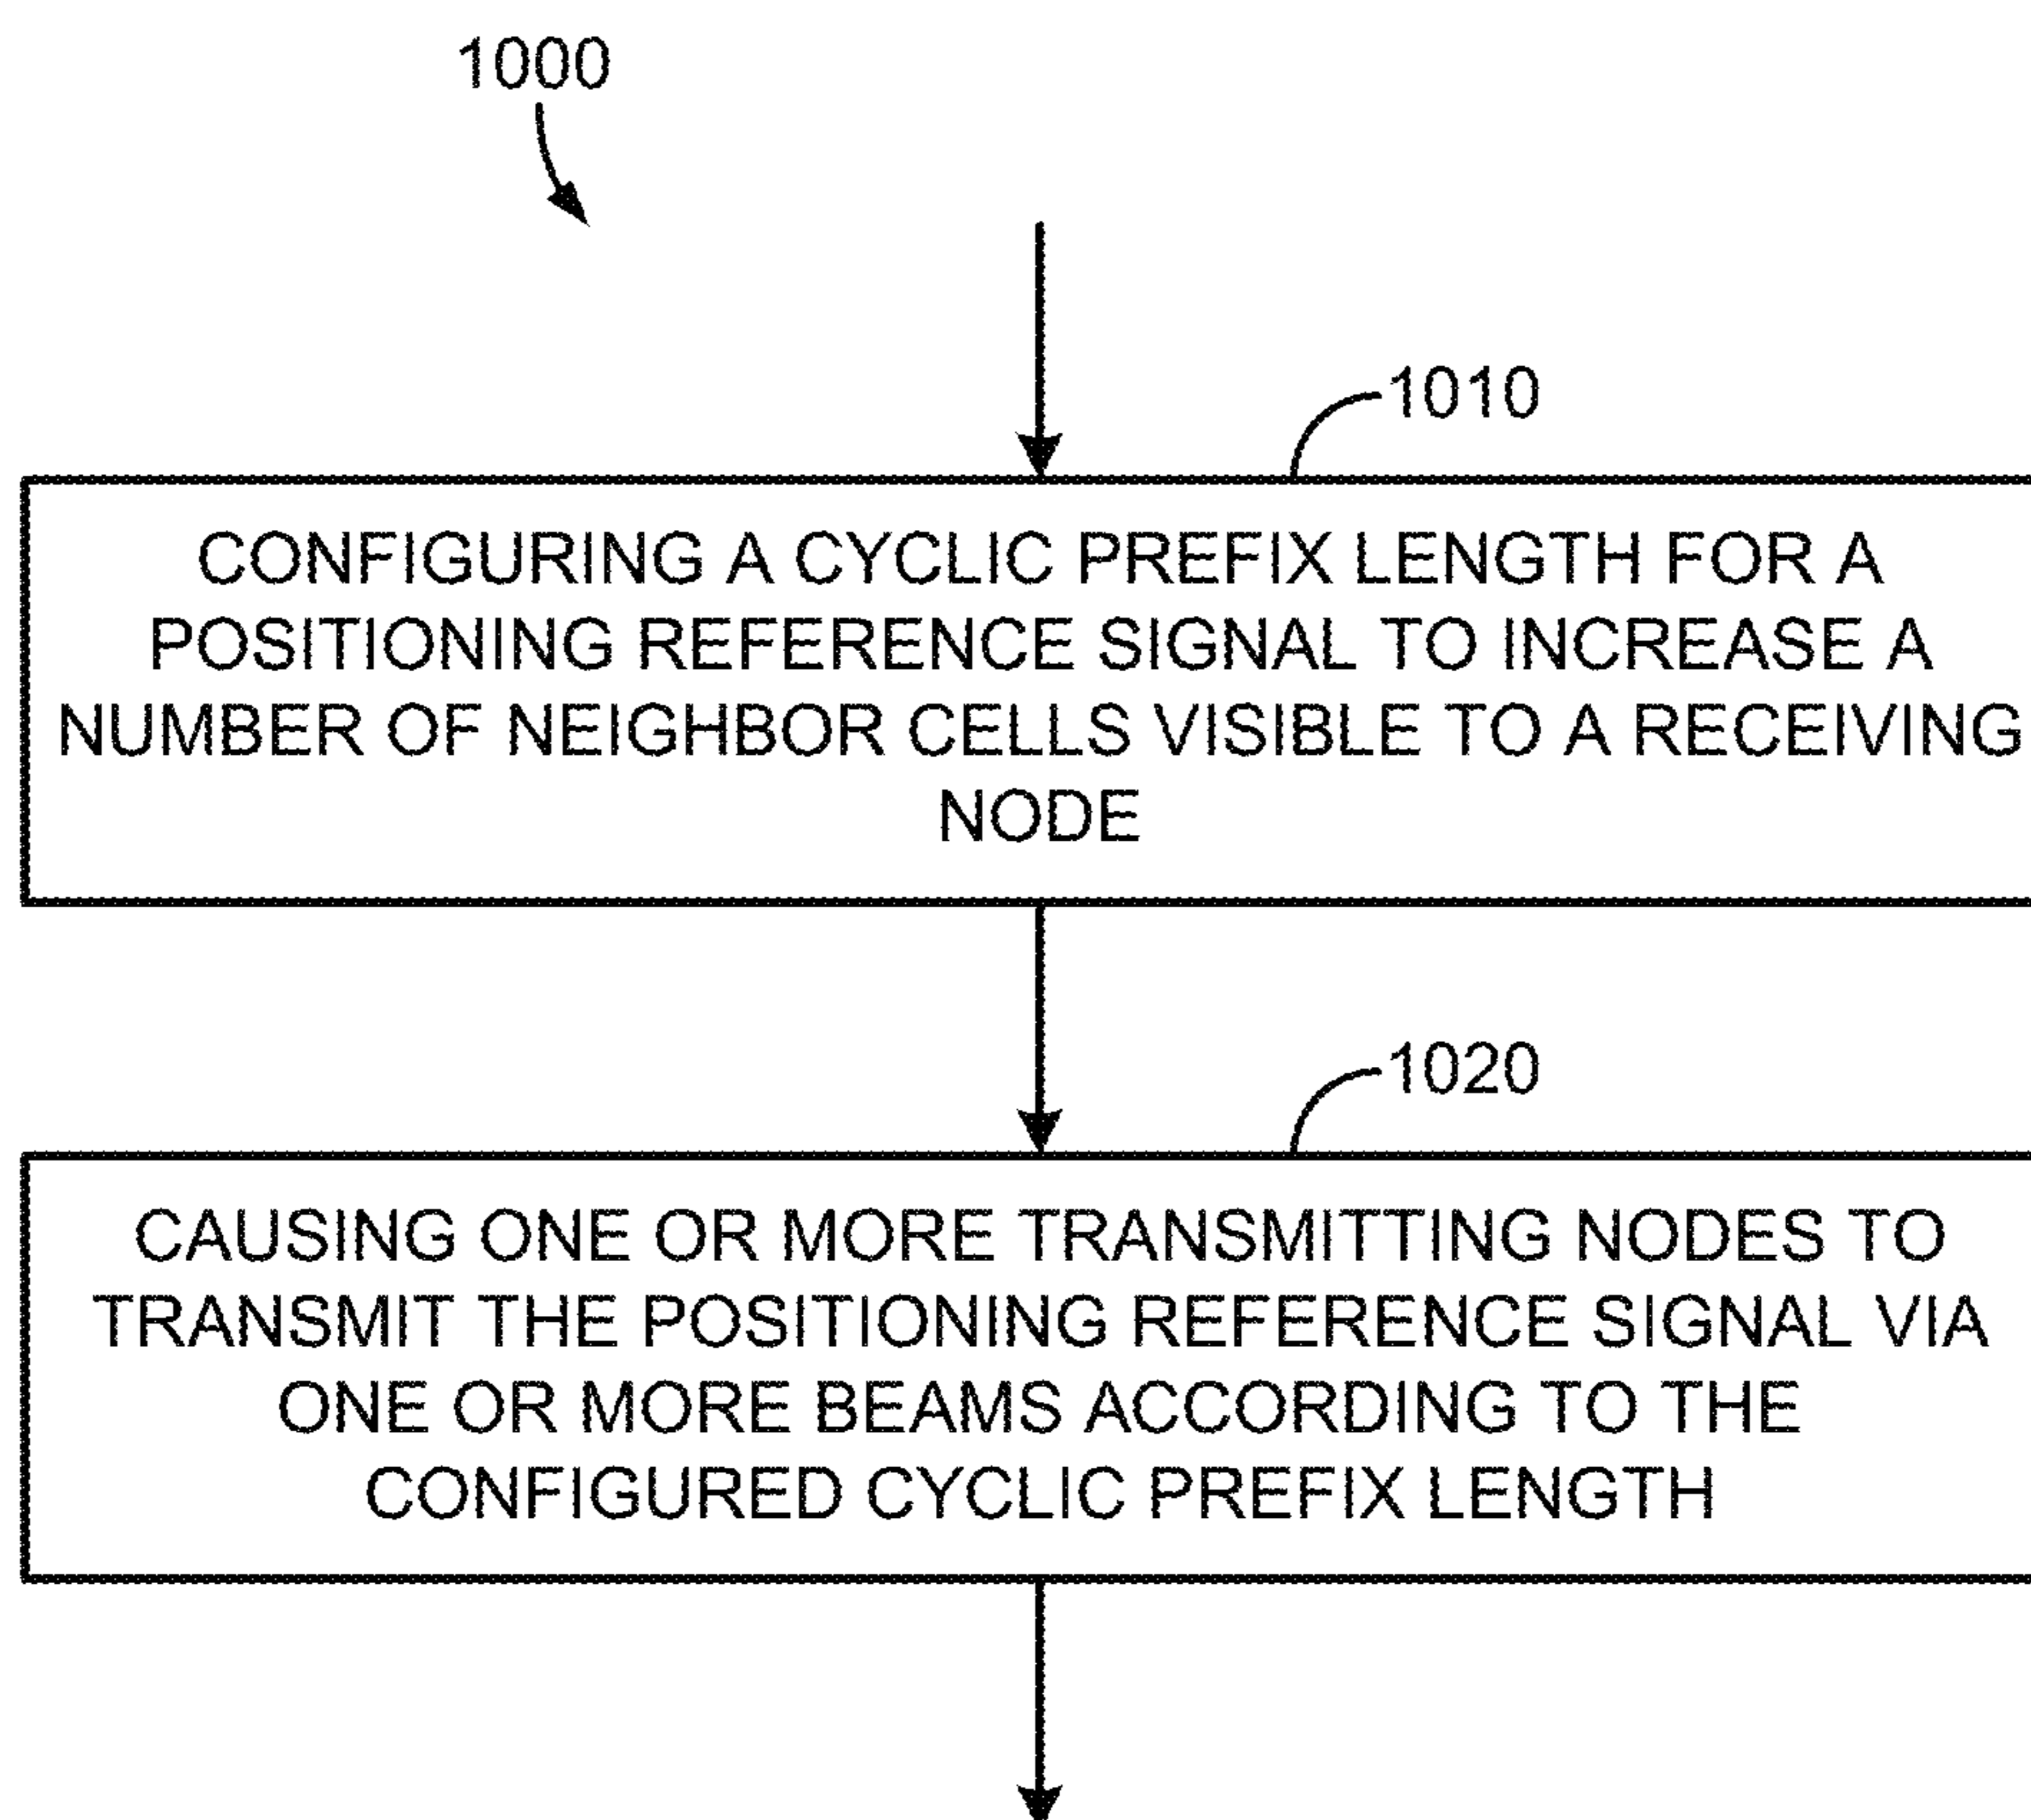 1000
1010
CONFIGURING A CYCLIC PREFIX LENGTH FOR A
POSITIONING REFERENCE SIGNAL TO INCREASE A
NUMBER OF NEIGHBOR CELLS VISIBLE TO A RECEIVING
NODE
1020
CAUSING ONE OR MORE TRANSMITTING NODES TO
TRANSMIT THE POSITIONING REFERENCE SIGNAL VIA
ONE OR MORE BEAMS ACCORDING TO THE
CONFIGURED CYCLIC PREFIX LENGTH